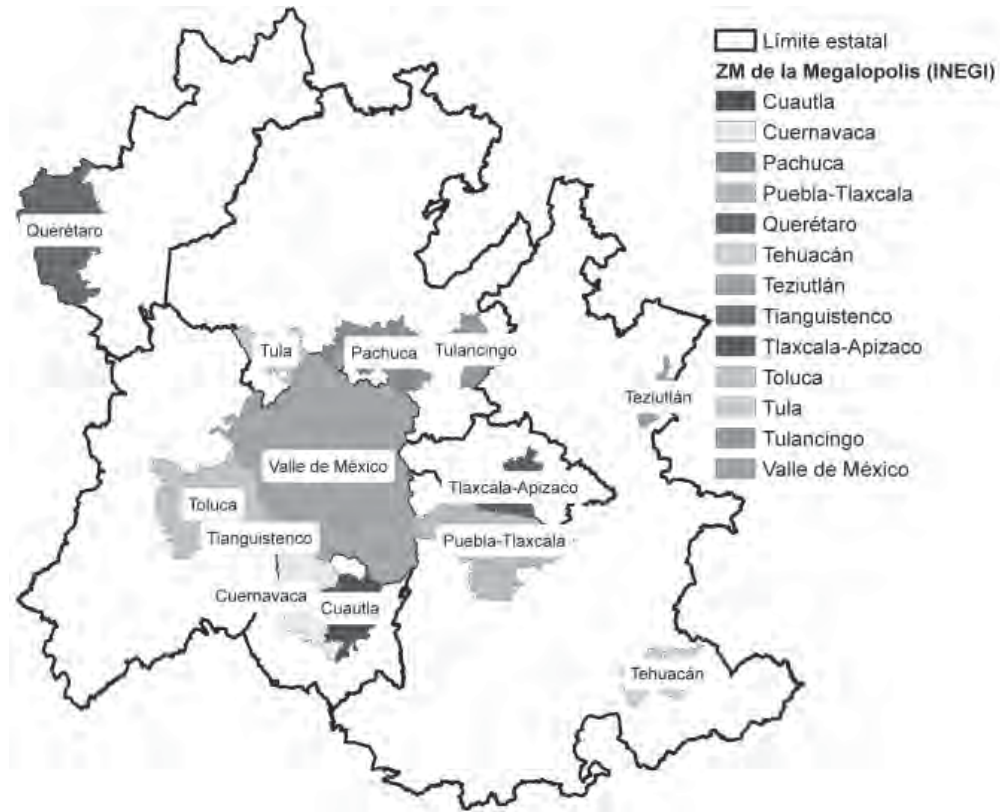 Límite estatal
ZM de la Megalopolis (INEGI)
Cuautla
Cuernavaca
Pachuca
Puebla-Tlaxcala
Querétaro
Tehuacán
Teziutlán
Tianguistenco
Tlaxcala-Apizaco
Toluca
Tula
Tulancingo
Valle de México
Querétaro
Tula
Pachuca
Tulancingo
Teziutlán
Valle de México
Tlaxcala-Apizaco
Toluca
Tianguistenco
Puebla-Tlaxcala
Cuernavaca
Cuautla
Tehuacán